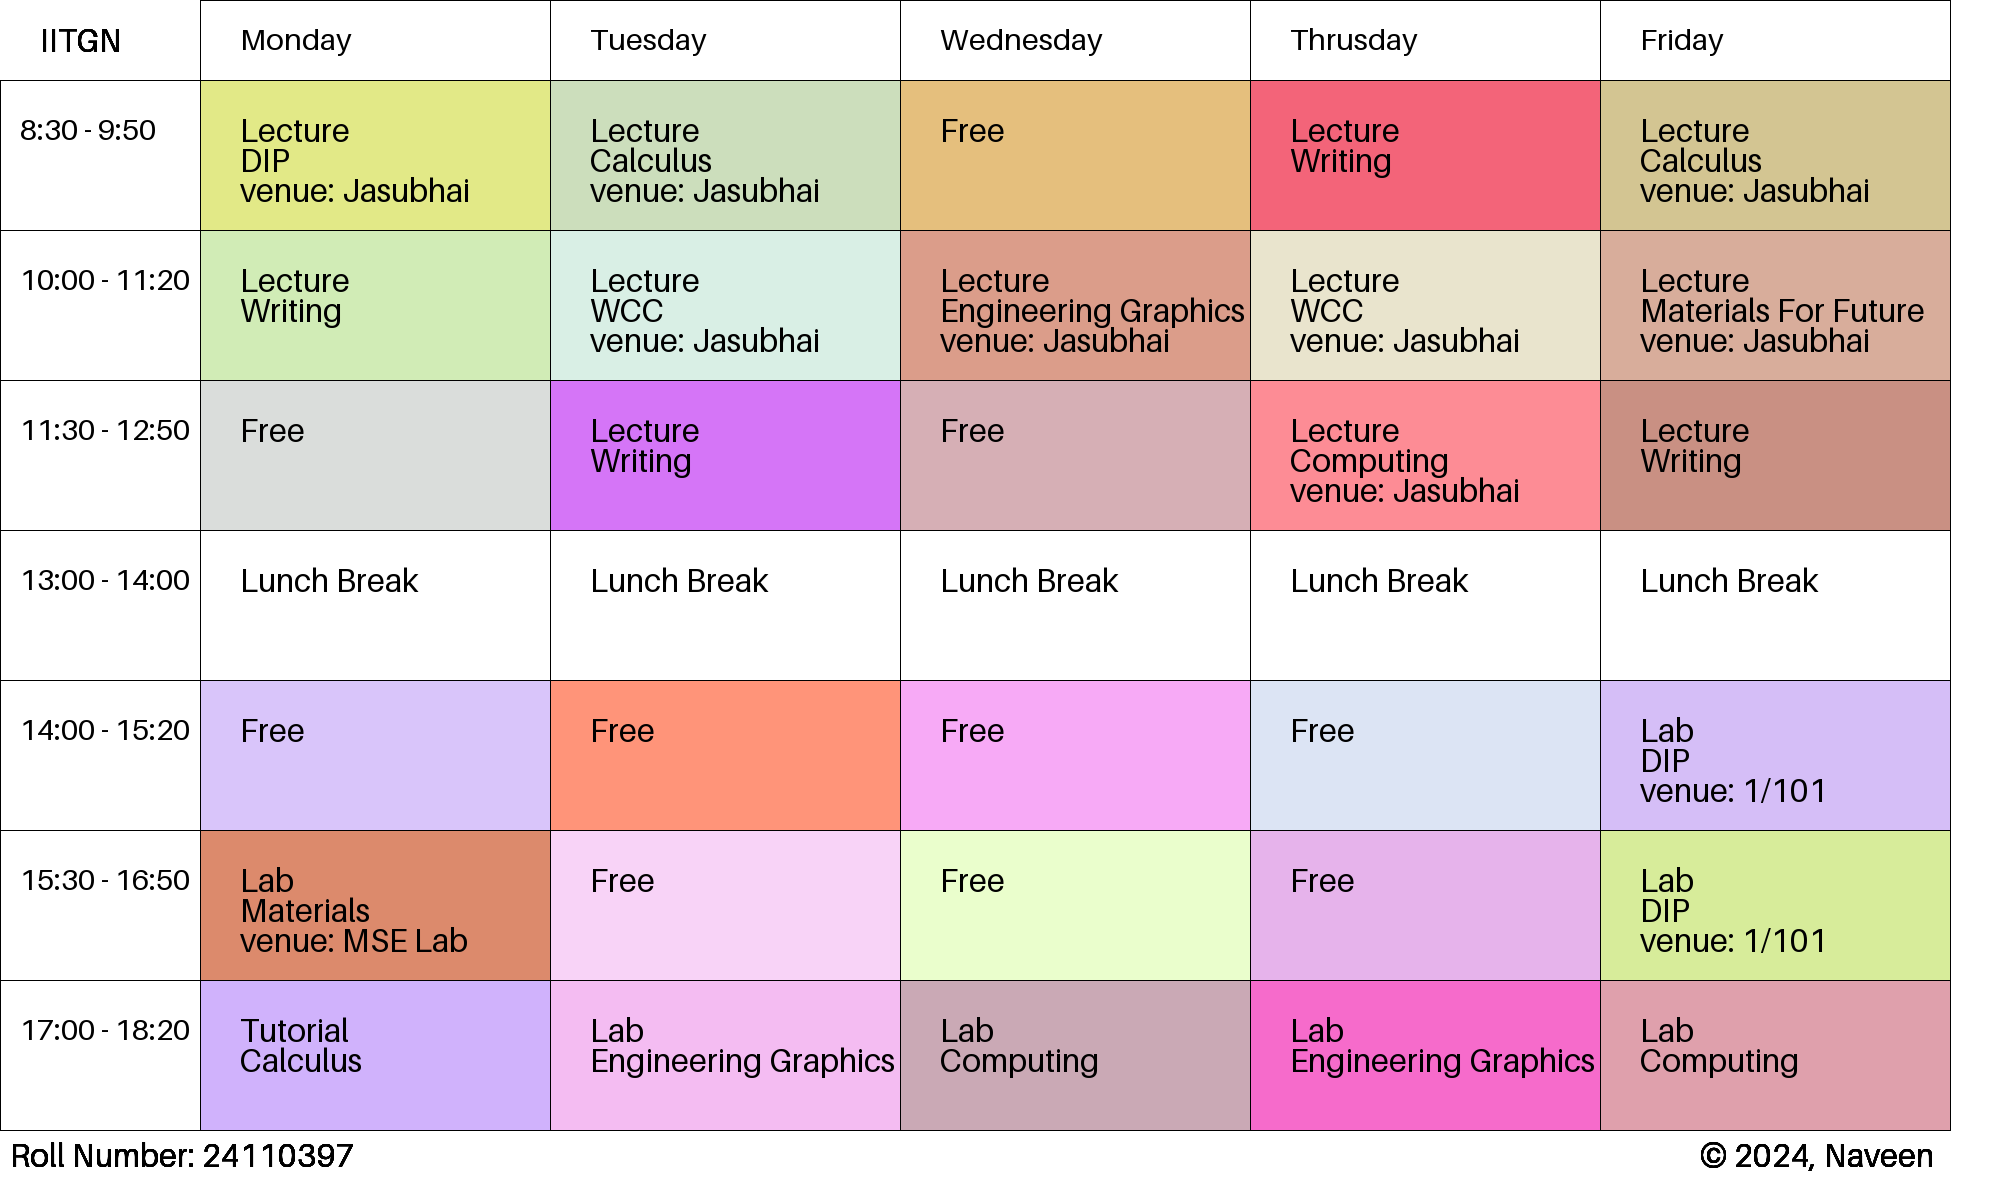 IITGN
Monday
Tuesday
Wednesday
Thrusday
Friday
8:30 - 9:50
Lecture
DIP
venue: Jasubhai
Lecture
Calculus
venue: Jasubhai
Free
Lecture
Writing
Lecture
Calculus
venue: Jasubhai
10:00 - 11:20
Lecture
Writing
Lecture
WCC
venue: Jasubhai
Lecture
Engineering Graphics
venue: Jasubhai
Lecture
WCC
venue: Jasubhai
Lecture
Materials For Future
venue: Jasubhai
11:30 - 12:50
Free
Lecture
Writing
Free
Lecture
Computing
venue: Jasubhai
Lecture
Writing
13:00 - 14:00
Lunch Break
Lunch Break
Lunch Break
Lunch Break
Lunch Break
14:00 - 15:20
Free
Free
Free
Free
Lab
DIP
venue: 1/101
15:30 - 16:50
Lab
Materials
venue: MSE Lab
Free
Free
Free
Lab
DIP
venue: 1/101
17:00 - 18:20
Tutorial
Calculus
Lab
Engineering Graphics
Lab
Computing
Lab
Engineering Graphics
Lab
Computing
Roll Number: 24110397
© 2024, Naveen